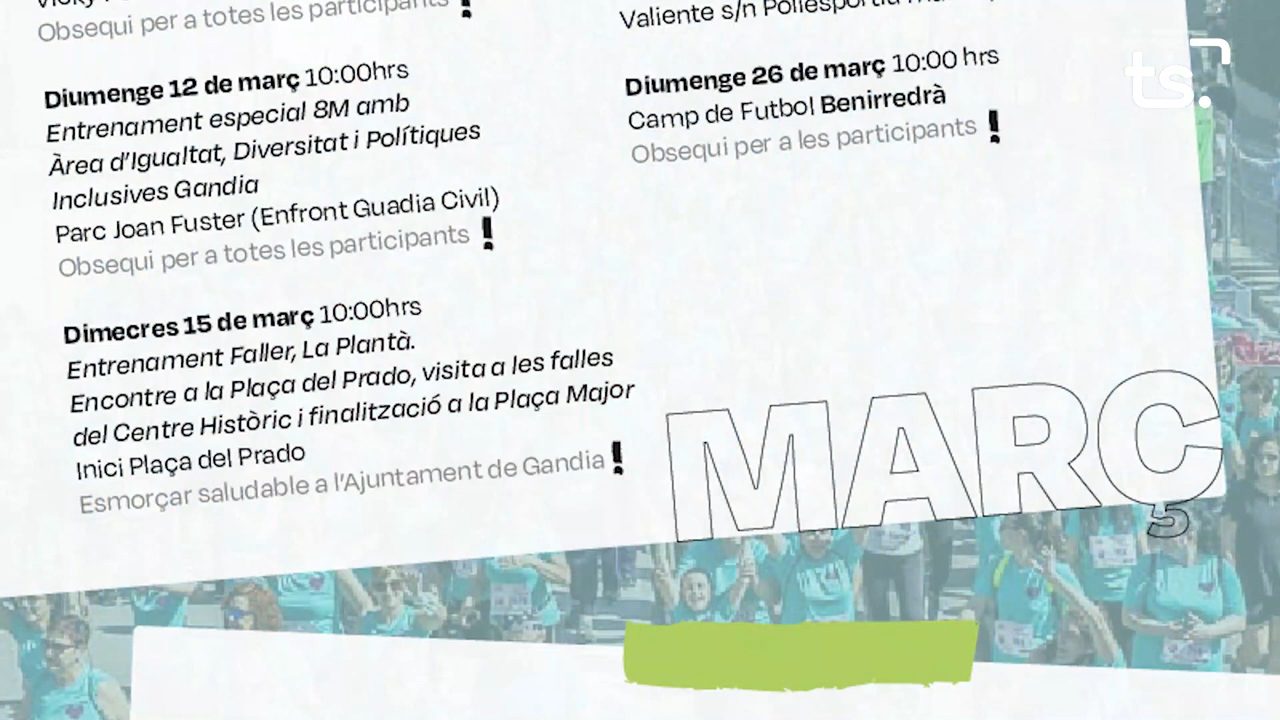 Obsequi per a totes les participants !
Diumenge 12 de març 10:00hrs
Entrenament especial 8M amb
Àrea d'Igualtat, Diversitat i Polítiques
Inclusives Gandia
Parc Joan Fuster (Enfront Guadia Civil)
Obsequi per a totes les participants !
Dimecres 15 de març 10:00hrs
Entrenament Faller, La Plantà.
Encontre a la Plaça del Prado, visita a les falles
del Centre Històric i finalització a la Plaça Major
Inici Plaça del Prado
Esmorçar saludable a l'Ajuntament de Gandia !
Valiente s/n Poliesportiu
Diumenge 26 de març 10:00 hrs
Camp de Futbol Benirredrà
Obsequi per a les participants !
MARÇ
ts.